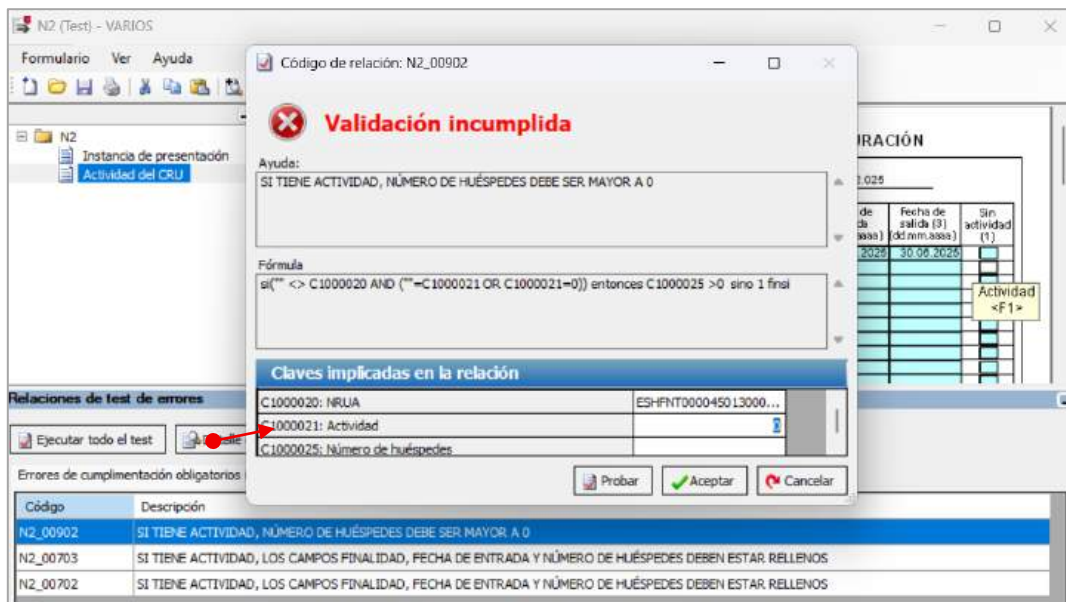 N2 (Test) - VARIOS
Formulario Ver Ayuda
N2
Instancia de presentación
Actividad del CRU
Código de relación: N2_00902
Validación incumplida
Ayuda:
SI TIENE ACTIVIDAD, NÚMERO DE HUÉSPEDES DEBE SER MAYOR A 0
Fórmula
si("" <> C1000020 AND (""=C1000021 OR C1000021=0)) entonces C1000025 >0 sino 1 finsi
Claves implicadas en la relación
C1000020: NRUA ESHFNT000045013000...
C1000021: Actividad 0
C1000025: Número de huéspedes
Probar Aceptar Cancelar
RACIÓN
2.025
de Fecha de Sin
da salida (3) actividad
aaaa) (dd.mm.aaaa) (1)
2025 30.06.2025
Actividad
<F1>
Relaciones de test de errores
Ejecutar todo el test
Errores de cumplimentación obligatorios
Código Descripción
N2_00902 SI TIENE ACTIVIDAD, NÚMERO DE HUÉSPEDES DEBE SER MAYOR A 0
N2_00703 SI TIENE ACTIVIDAD, LOS CAMPOS FINALIDAD, FECHA DE ENTRADA Y NÚMERO DE HUÉSPEDES DEBEN ESTAR RELLENOS
N2_00702 SI TIENE ACTIVIDAD, LOS CAMPOS FINALIDAD, FECHA DE ENTRADA Y NÚMERO DE HUÉSPEDES DEBEN ESTAR RELLENOS